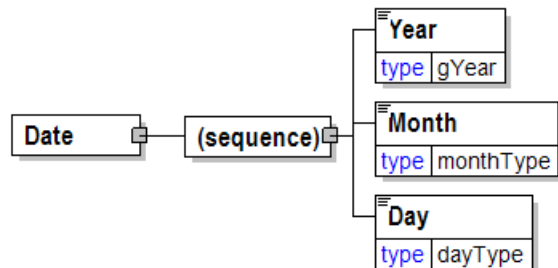 Year
type gYear
Date
(sequence)
Month
type monthType
Day
type dayType